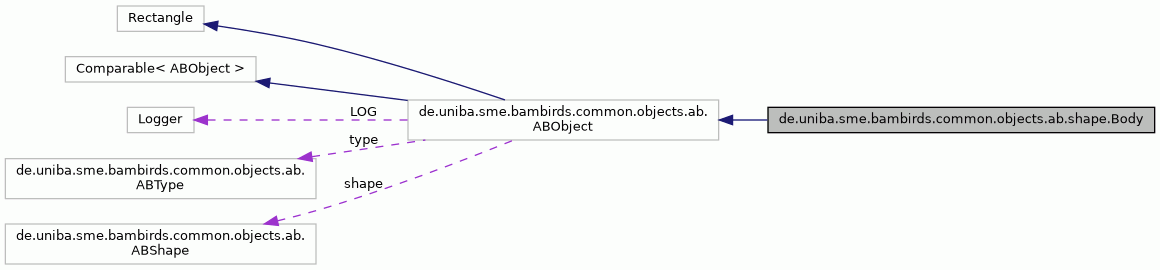 Rectangle
Comparable< ABObject >
Logger
LOG
de.uniba.sme.bambirds.common.objects.ab.
ABObject
de.uniba.sme.bambirds.common.objects.ab.shape.Body
type
de.uniba.sme.bambirds.common.objects.ab.
ABType
shape
de.uniba.sme.bambirds.common.objects.ab.
ABShape